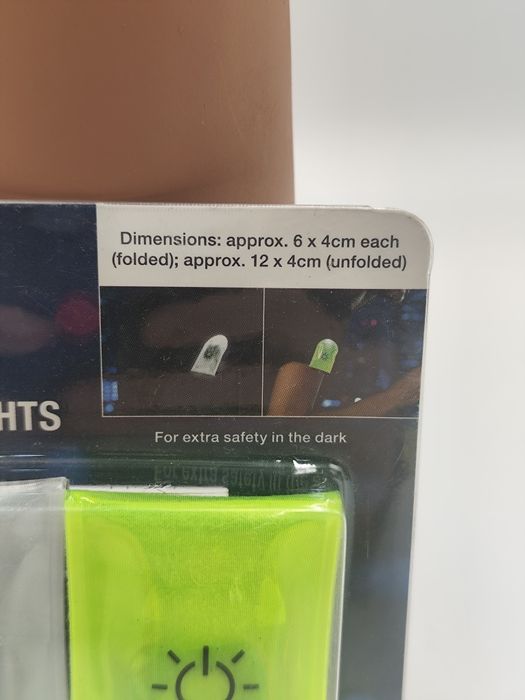 Dimensions: approx. 6 x 4cm each
(folded); approx. 12 x 4cm (unfolded)
For extra safety in the dark
HTS